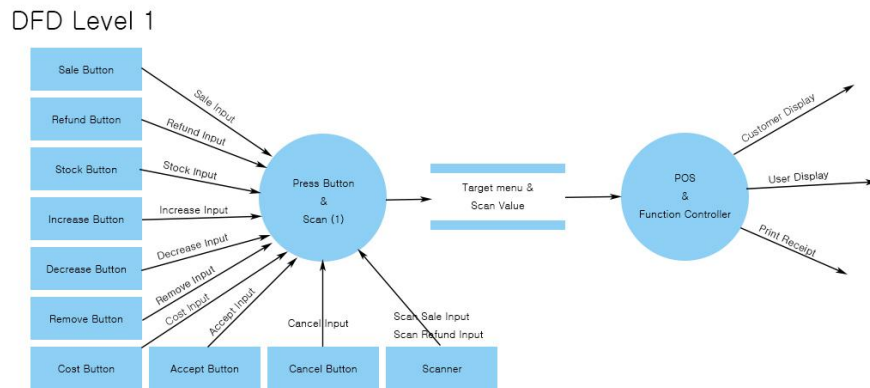 DFD Level 1
Sale Button
Refund Button
Stock Button
Increase Button
Decrease Button
Remove Button
Cost Button
Accept Button
Cancel Button
Scanner
Sale Input
Refund Input
Stock Input
Increase Input
Decrease Input
Remove Input
Cost Input
Accept Input
Cancel Input
Scan Sale Input
Scan Refund Input
Press Button
&
Scan (1)
Target menu &
Scan Value
POS
&
Function Controller
Customer Display
User Display
Print Receipt